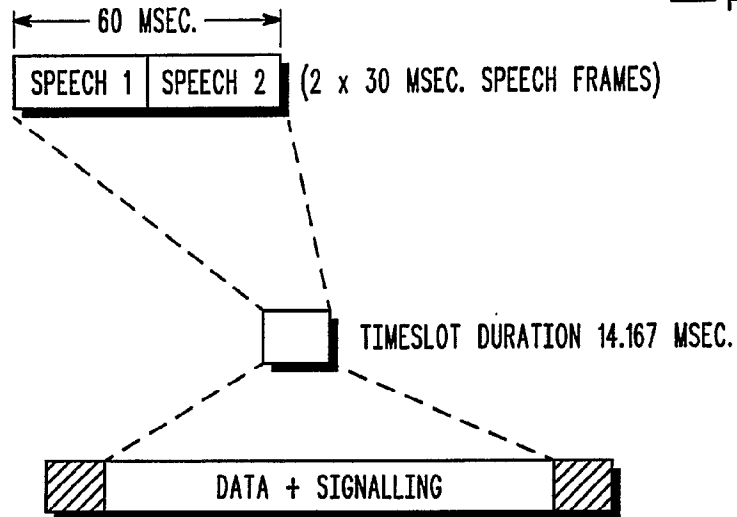 60 MSEC.
SPEECH 1 SPEECH 2 (2 x 30 MSEC. SPEECH FRAMES)
TIMESLOT DURATION 14.167 MSEC.
DATA + SIGNALLING